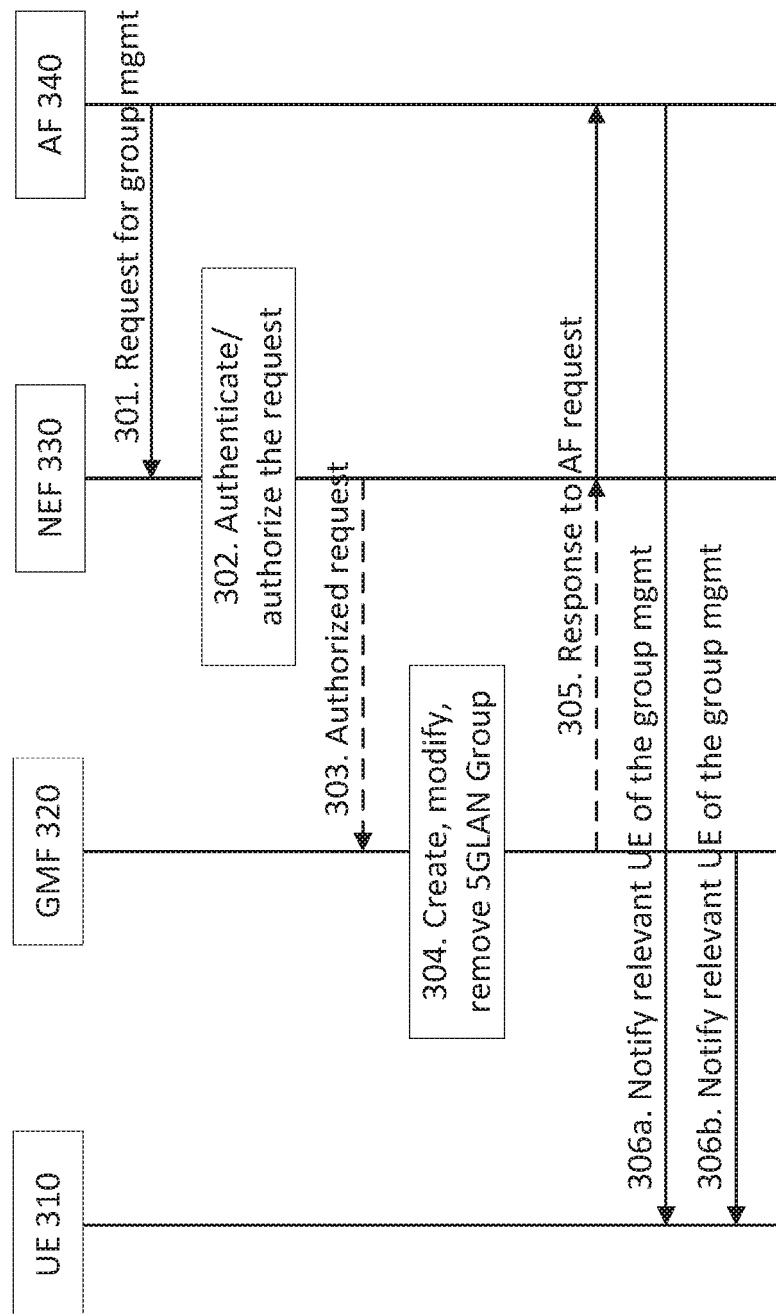 UE 310
GMF 320
NEF 330
AF 340
301. Request for group mgmt
302. Authenticate/
authorize the request
303. Authorized request
304. Create, modify,
remove 5GLAN Group
305. Response to AF request
306a. Notify relevant UE of the group mgmt
306b. Notify relevant UE of the group mgmt